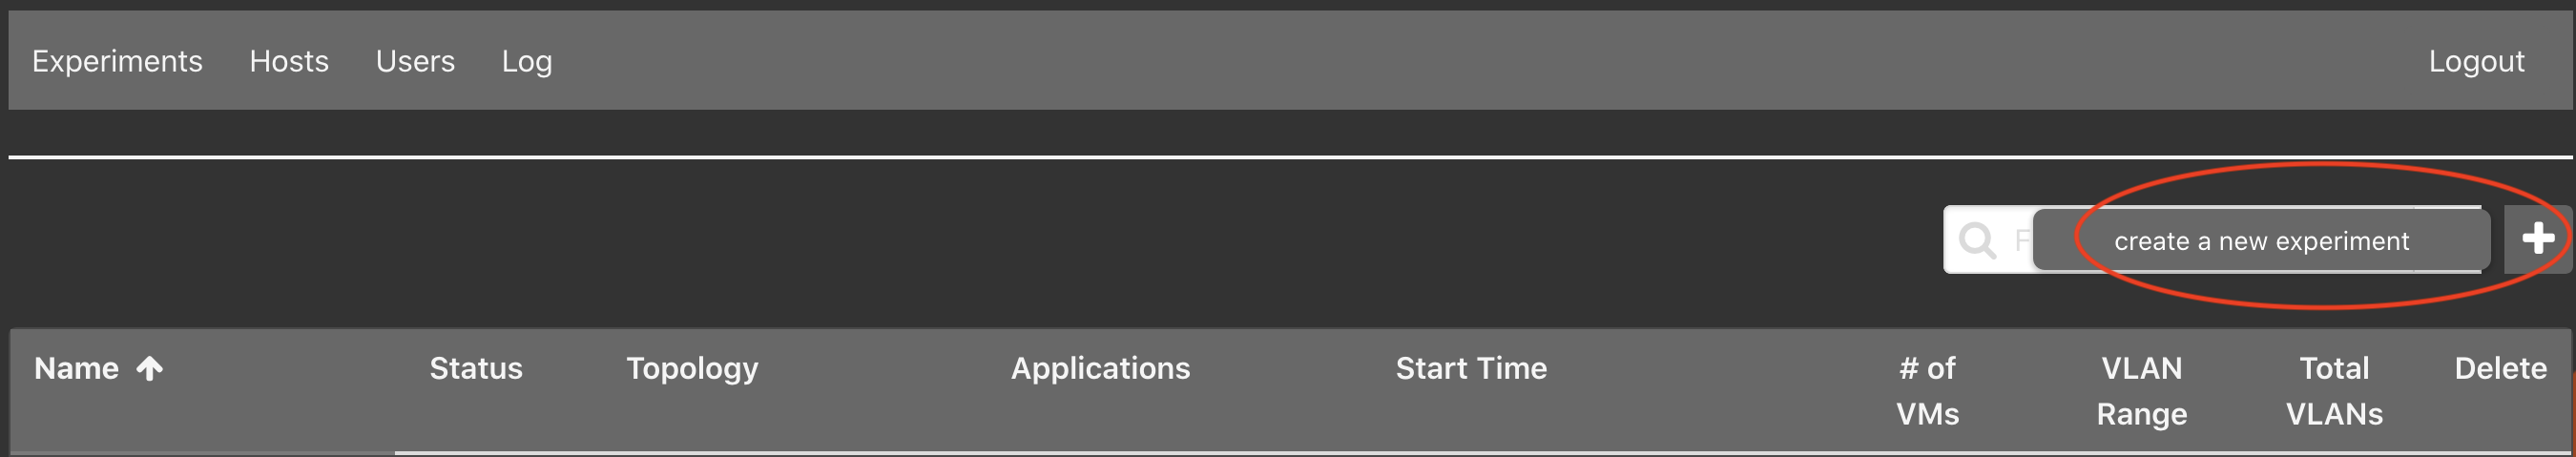 Experiments Hosts Users Log Logout
F create a new experiment
Name Status Topology Applications Start Time # of VMs VLAN Range Total VLANs Delete